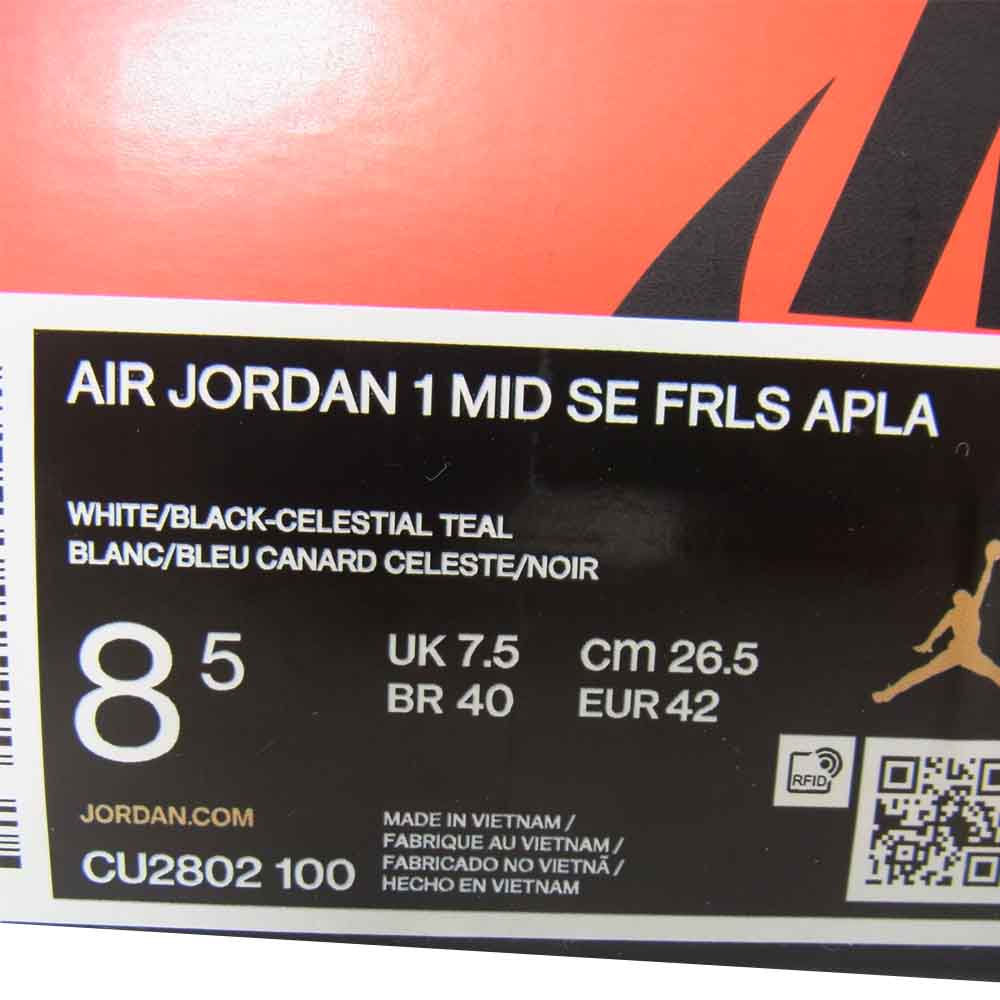 AIR JORDAN 1 MID SE FRLS APLA
WHITE/BLACK-CELESTIAL TEAL
BLANC/BLEU CANARD CELESTE/NOIR
8 5
UK 7.5 cm 26.5
BR 40 EUR 42
RFID
JORDAN.COM
CU2802 100
MADE IN VIETNAM /
FABRIQUE AU VIETNAM /
FABRICADO NO VIETNÃ /
HECHO EN VIETNAM